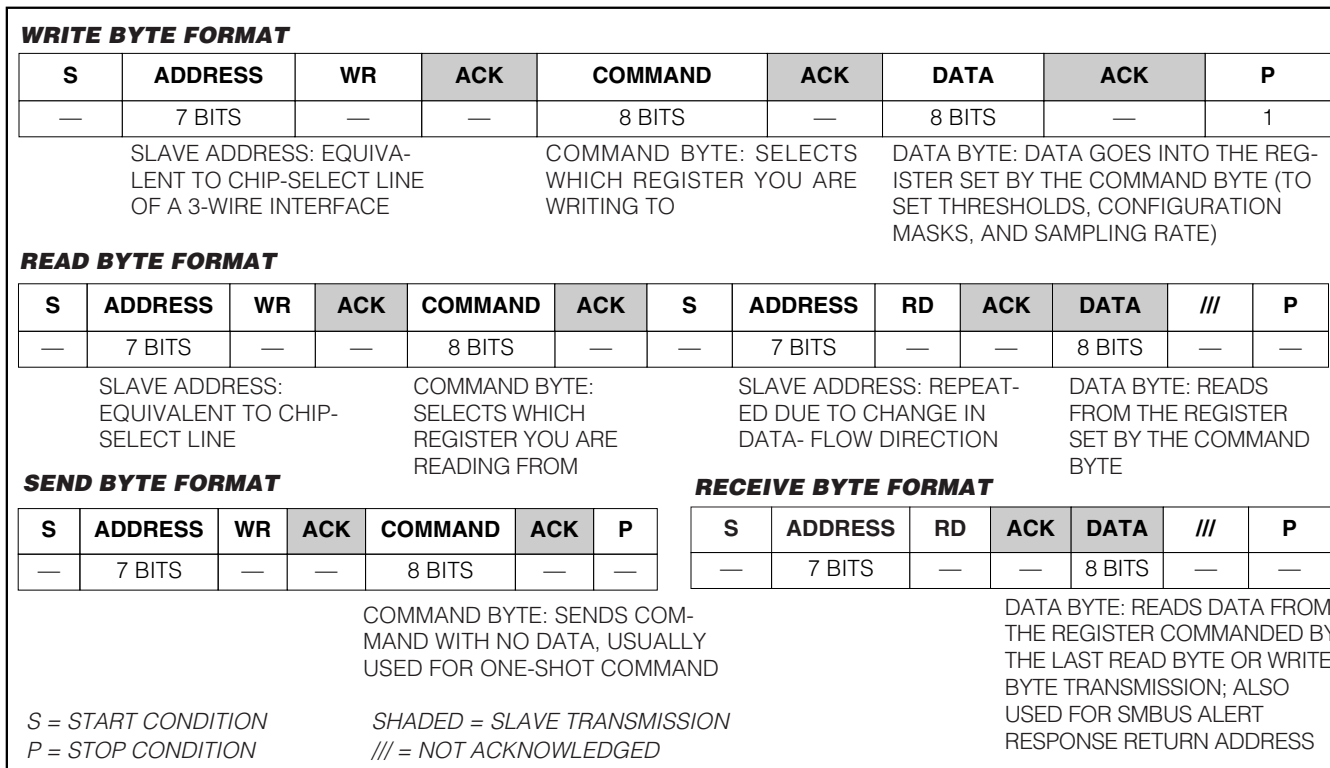 WRITE BYTE FORMAT
S ADDRESS WR ACK COMMAND ACK DATA ACK P
— 7 BITS — — 8 BITS — 8 BITS — 1
SLAVE ADDRESS: EQUIVA-
LENT TO CHIP-SELECT LINE
OF A 3-WIRE INTERFACE
COMMAND BYTE: SELECTS
WHICH REGISTER YOU ARE
WRITING TO
DATA BYTE: DATA GOES INTO THE REG-
ISTER SET BY THE COMMAND BYTE (TO
SET THRESHOLDS, CONFIGURATION
MASKS, AND SAMPLING RATE)
READ BYTE FORMAT
S ADDRESS WR ACK COMMAND ACK S ADDRESS RD ACK DATA /// P
— 7 BITS — — 8 BITS — — 7 BITS — — 8 BITS — —
SLAVE ADDRESS:
EQUIVALENT TO CHIP-
SELECT LINE
COMMAND BYTE:
SELECTS WHICH
REGISTER YOU ARE
READING FROM
SLAVE ADDRESS: REPEAT-
ED DUE TO CHANGE IN
DATA- FLOW DIRECTION
DATA BYTE: READS
FROM THE REGISTER
SET BY THE COMMAND
BYTE
SEND BYTE FORMAT
S ADDRESS WR ACK COMMAND ACK P
— 7 BITS — — 8 BITS — —
COMMAND BYTE: SENDS COM-
MAND WITH NO DATA, USUALLY
USED FOR ONE-SHOT COMMAND
RECEIVE BYTE FORMAT
S ADDRESS RD ACK DATA /// P
— 7 BITS — — 8 BITS — —
DATA BYTE: READS DATA FROM
THE REGISTER COMMANDED BY
THE LAST READ BYTE OR WRITE
BYTE TRANSMISSION; ALSO
USED FOR SMBUS ALERT
RESPONSE RETURN ADDRESS
S = START CONDITION SHADED = SLAVE TRANSMISSION
P = STOP CONDITION /// = NOT ACKNOWLEDGED